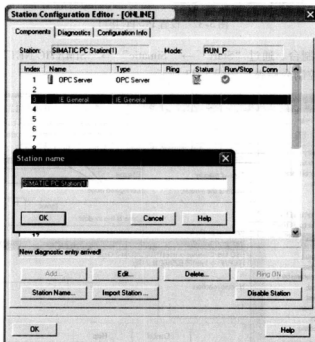 Station Configuration Editor - [ONLINE]
Components Diagnostics Configuration Info
Station: SIMATIC PC Station(1) Mode: RUN_P
Index Name Type Ring Status Run/Stop Conn
1 OPC Server OPC Server
2
3 IE General IE General
4
5
6
7
Station name
SIMATIC PC Station(1)
OK Cancel Help
New diagnostic entry arrived!
Add... Edit... Delete... Ring ON
Station Name... Import Station ... Disable Station
OK Help